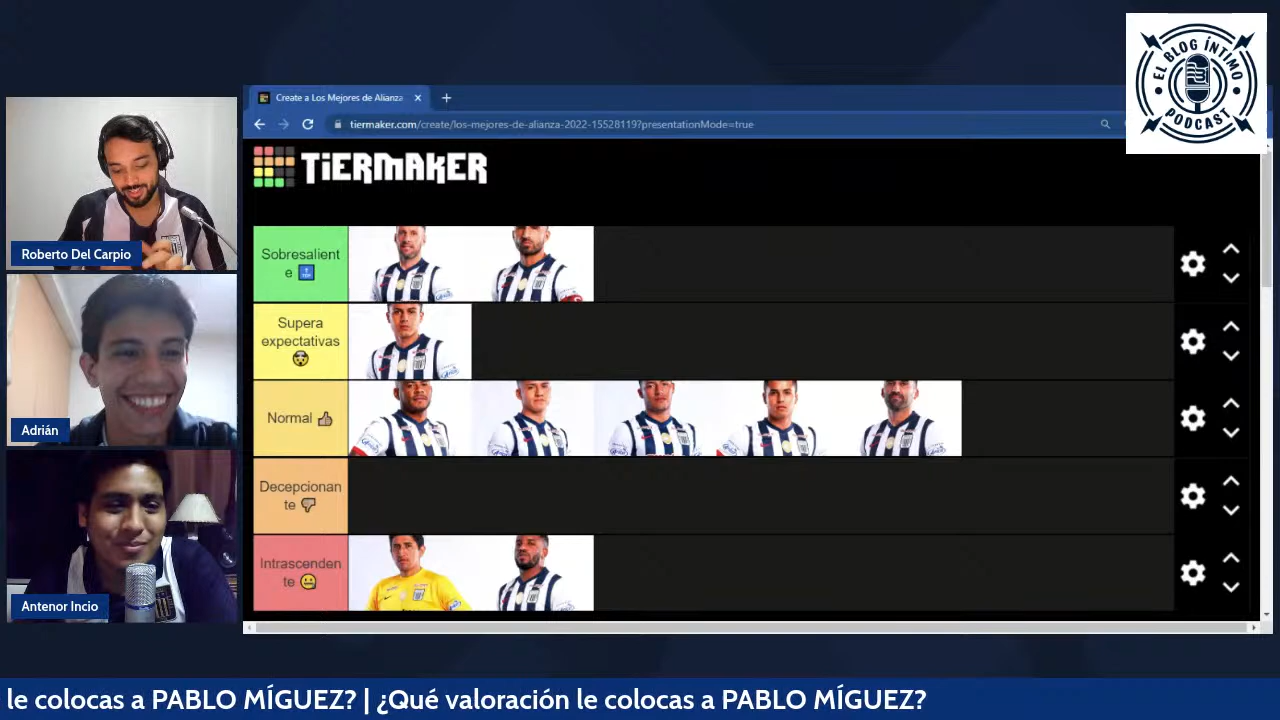 EL BLOG ÍNTIMO
PODCAST
Create a Los Mejores de Alianza
tiermaker.com/create/los-mejores-de-alianza-2022-15528119?presentationMode=true
TiERMAKER
Roberto Del Carpio
Adrián
Antenor Incio
Sobresalient
e
TOP
Supera
expectativas
Normal
Decepcionan
te
Intrascenden
te
le colocas a PABLO MÍGUEZ? | ¿Qué valoración le colocas a PABLO MÍGUEZ?